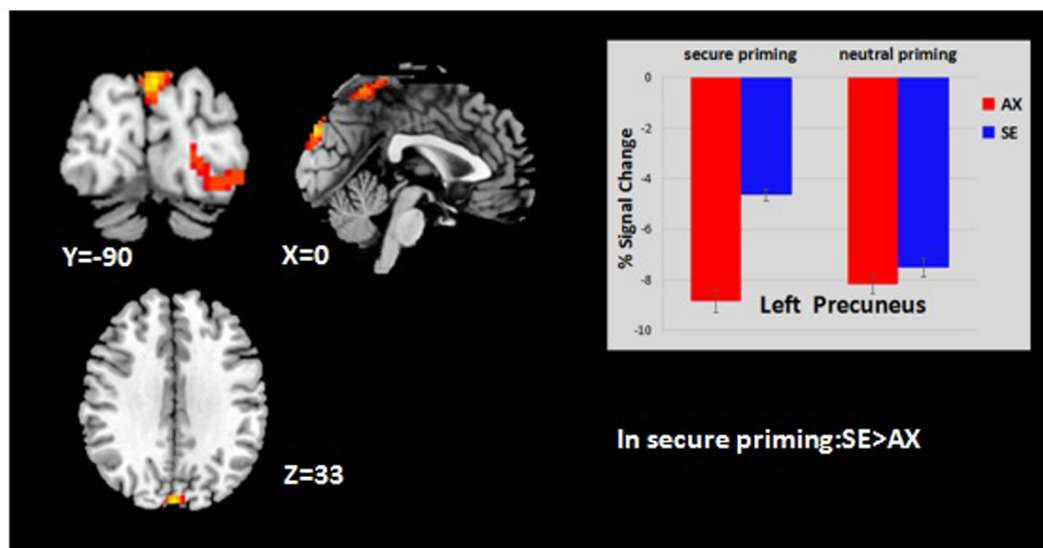 Y=-90
X=0
Z=33
secure priming neutral priming
% Signal Change
0
-2
-4
-6
-8
-10
AX
SE
Left Precuneus
In secure priming:SE>AX